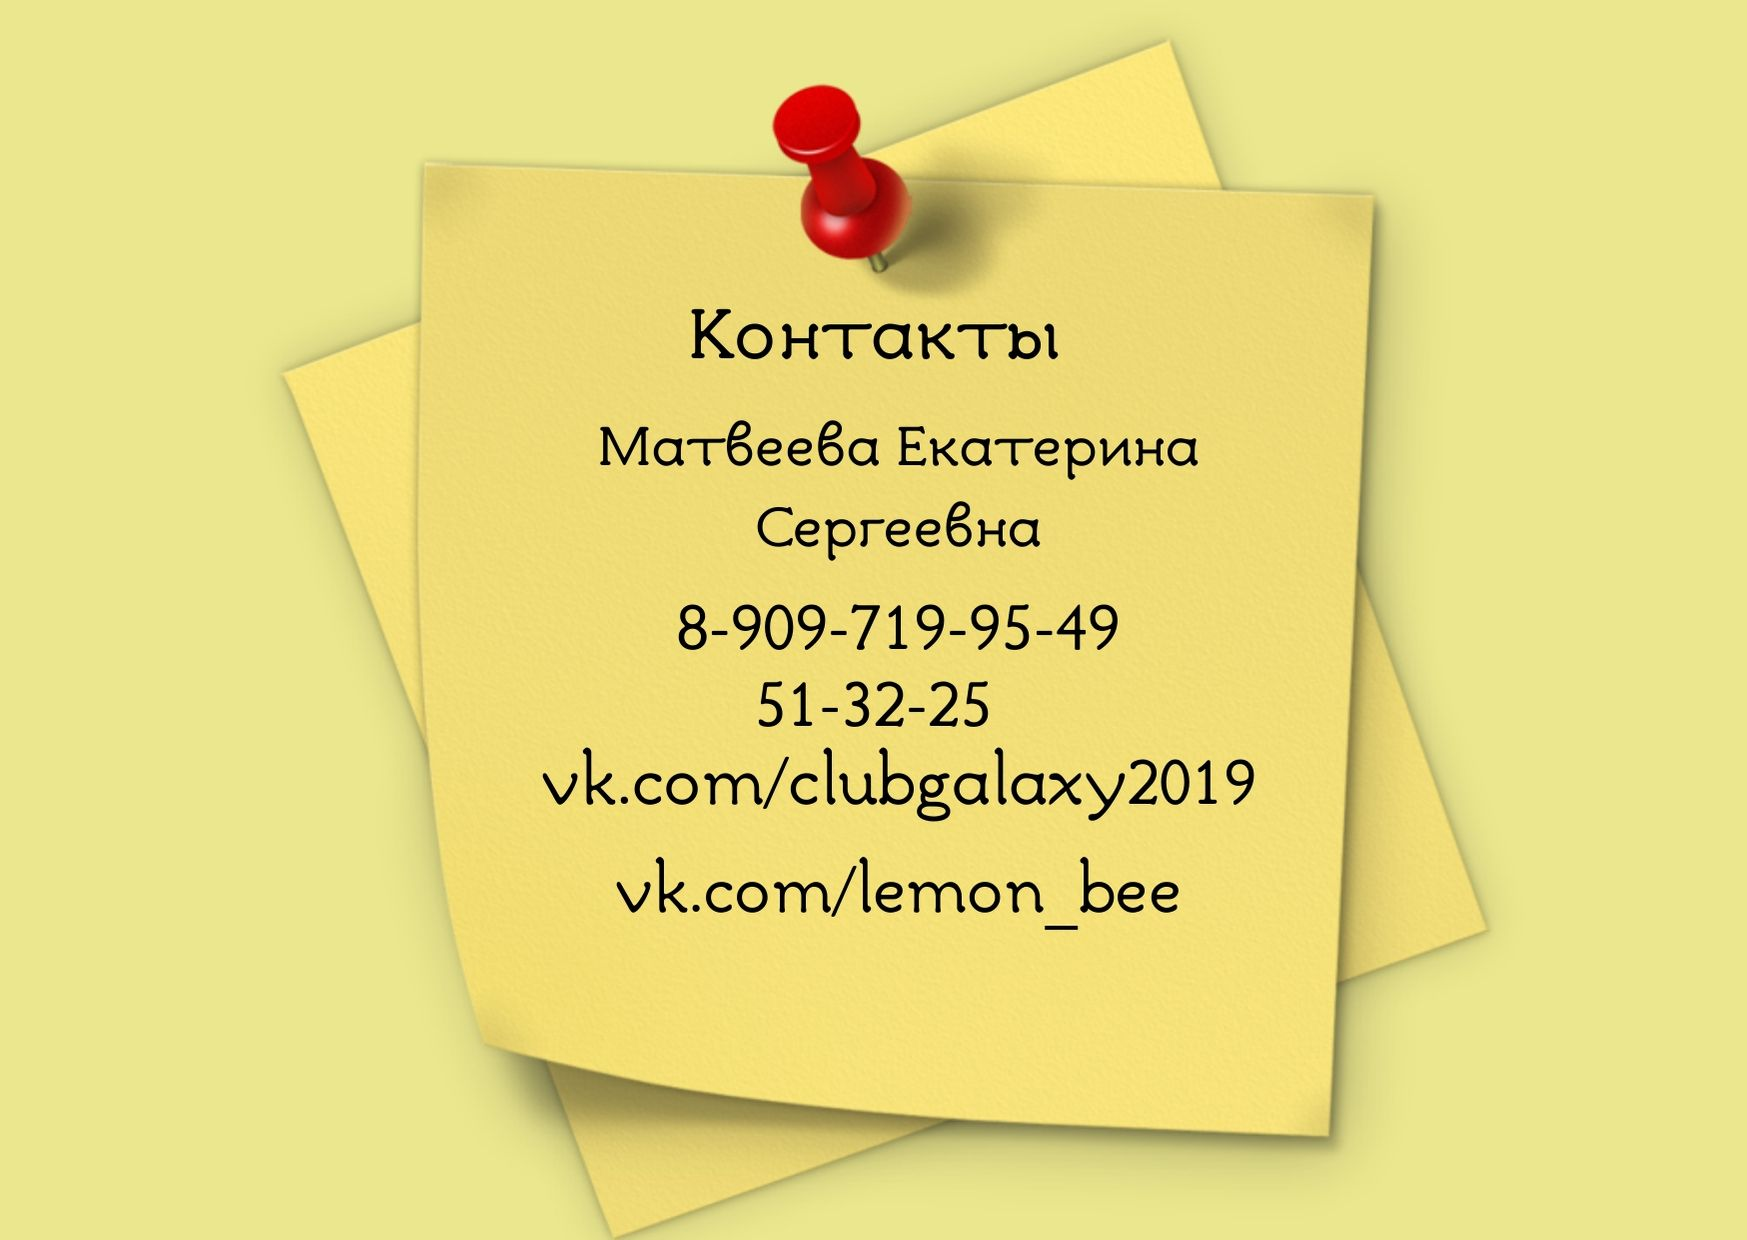 Контакты
Матвеева Екатерина
Сергеевна
8-909-719-95-49
51-32-25
vk.com/clubgalaxy2019
vk.com/lemon_bee